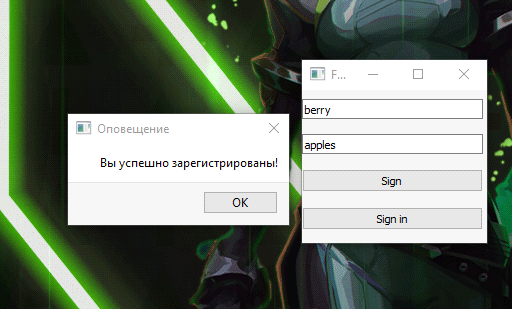 Оповещение
Вы успешно зарегистрированы!
OK
F...
berry
apples
Sign
Sign in